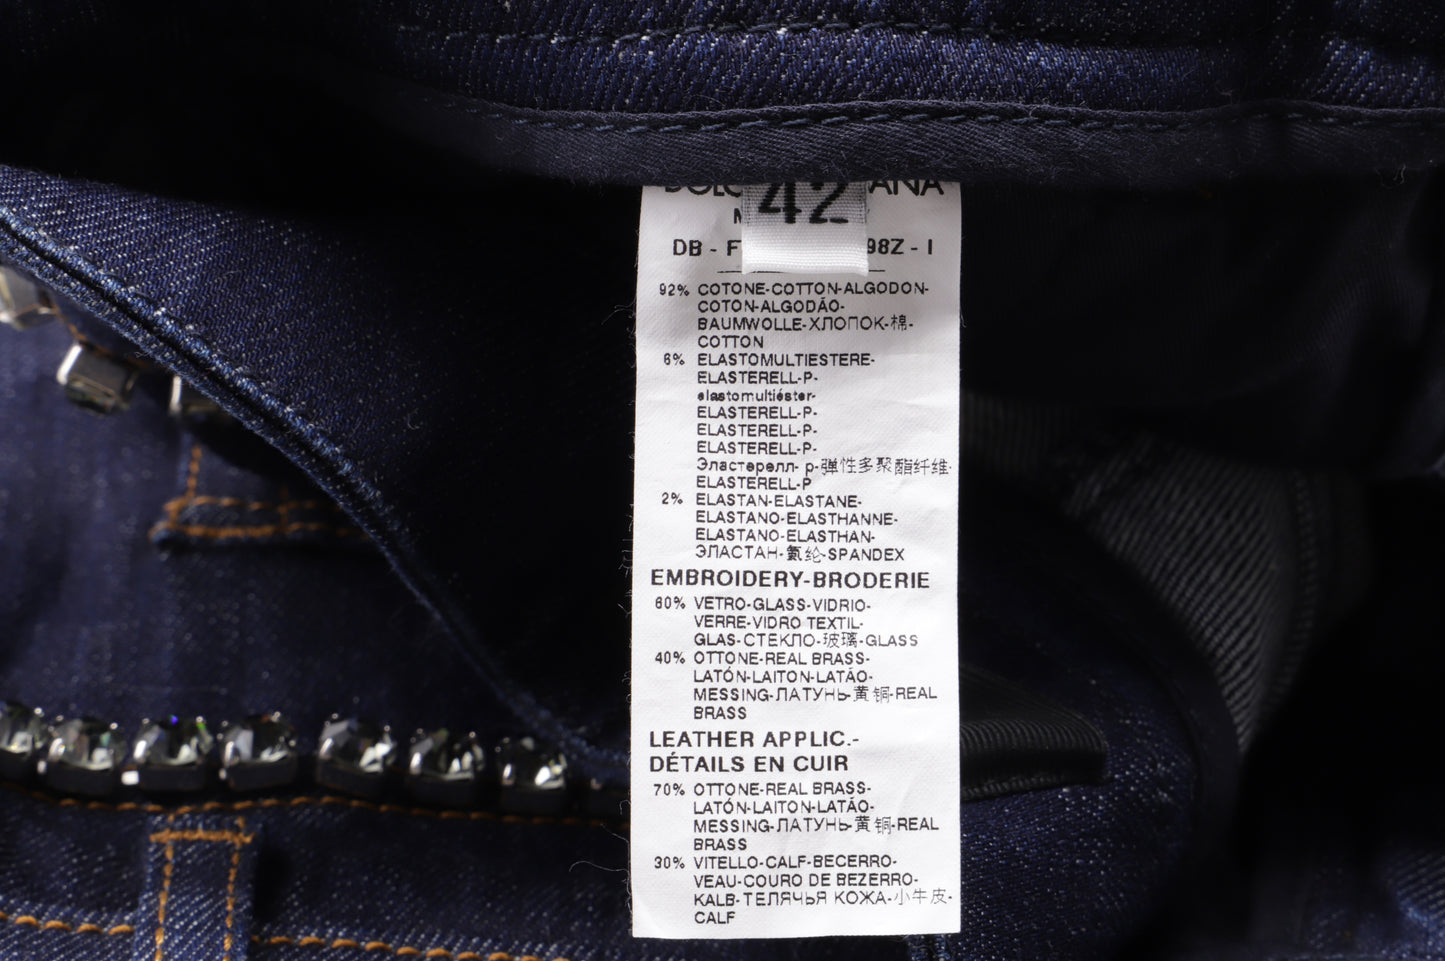 42
DB - F 98Z - I
92% COTONE-COTTON-ALGODON-
COTON-ALGODÃO-
BAUMWOLLE-ХЛОПОК-棉-
COTTON
6% ELASTOMULTIESTERE-
ELASTERELL-P-
elastomultiéster-
ELASTERELL-P-
ELASTERELL-P-
ELASTERELL-P-
Эластерелл- р-弹性多聚酯纤维-
ELASTERELL-P
2% ELASTAN-ELASTANE-
ELASTANO-ELASTHANNE-
ELASTANO-ELASTHAN-
ЭЛАСТАН-氨纶-SPANDEX
EMBROIDERY-BRODERIE
60% VETRO-GLASS-VIDRIO-
VERRE-VIDRO TEXTIL-
GLAS-СТЕКЛО-玻璃-GLASS
40% OTTONE-REAL BRASS-
LATÓN-LAITON-LATÃO-
MESSING-ЛАТУНЬ-黄铜-REAL
BRASS
LEATHER APPLIC.-
DÉTAILS EN CUIR
70% OTTONE-REAL BRASS-
LATÓN-LAITON-LATÃO-
MESSING-ЛАТУНЬ-黄铜-REAL
BRASS
30% VITELLO-CALF-BECERRO-
VEAU-COURO DE BEZERRO-
KALB-ТЕЛЯЧЬЯ КОЖА-小牛皮-
CALF